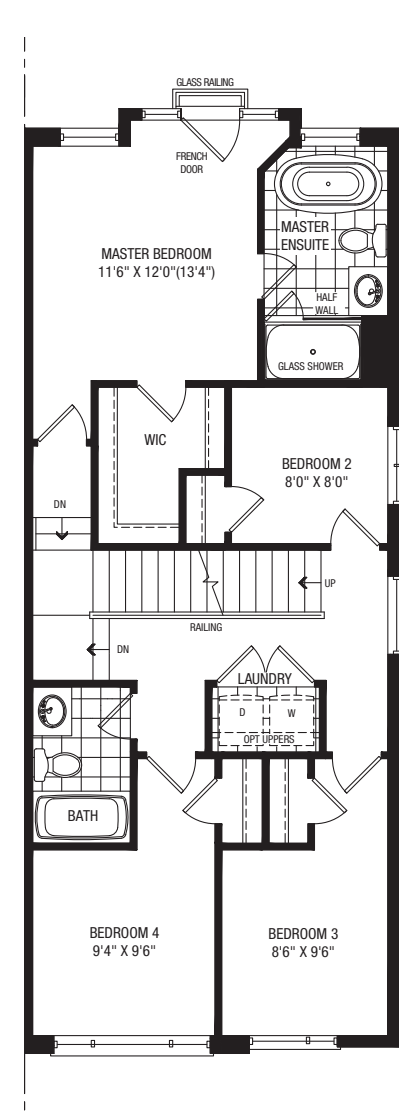 GLASS RAILING
FRENCH
DOOR
MASTER
ENSUITE
MASTER BEDROOM
11'6" X 12'0"(13'4")
HALF
WALL
GLASS SHOWER
WIC
BEDROOM 2
8'0" X 8'0"
DN
UP
RAILING
DN
LAUNDRY
D
W
OPT UPPERS
BATH
BEDROOM 4
9'4" X 9'6"
BEDROOM 3
8'6" X 9'6"